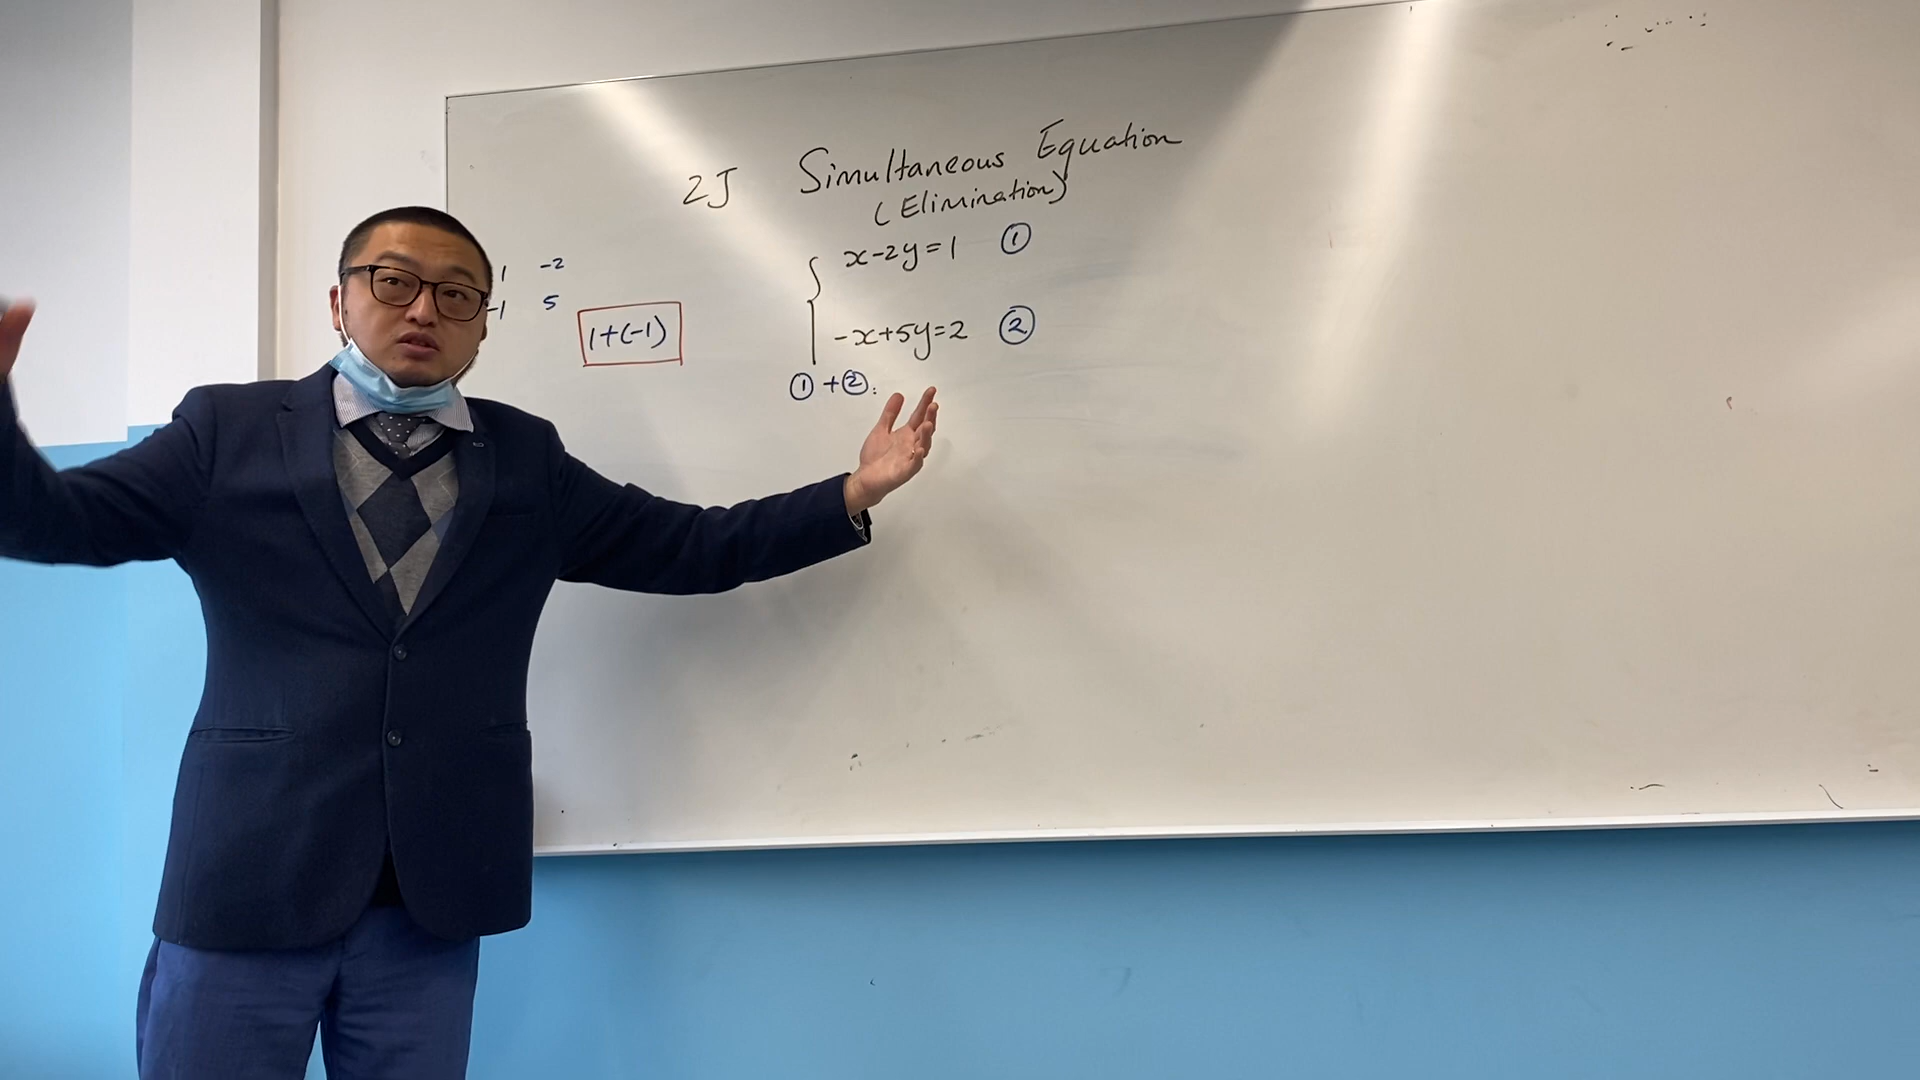 2J Simultaneous Equation
(Elimination)
x-2y=1 ①
-x+5y=2 ②
①+②:
1 -2
-1 5
1+(-1)